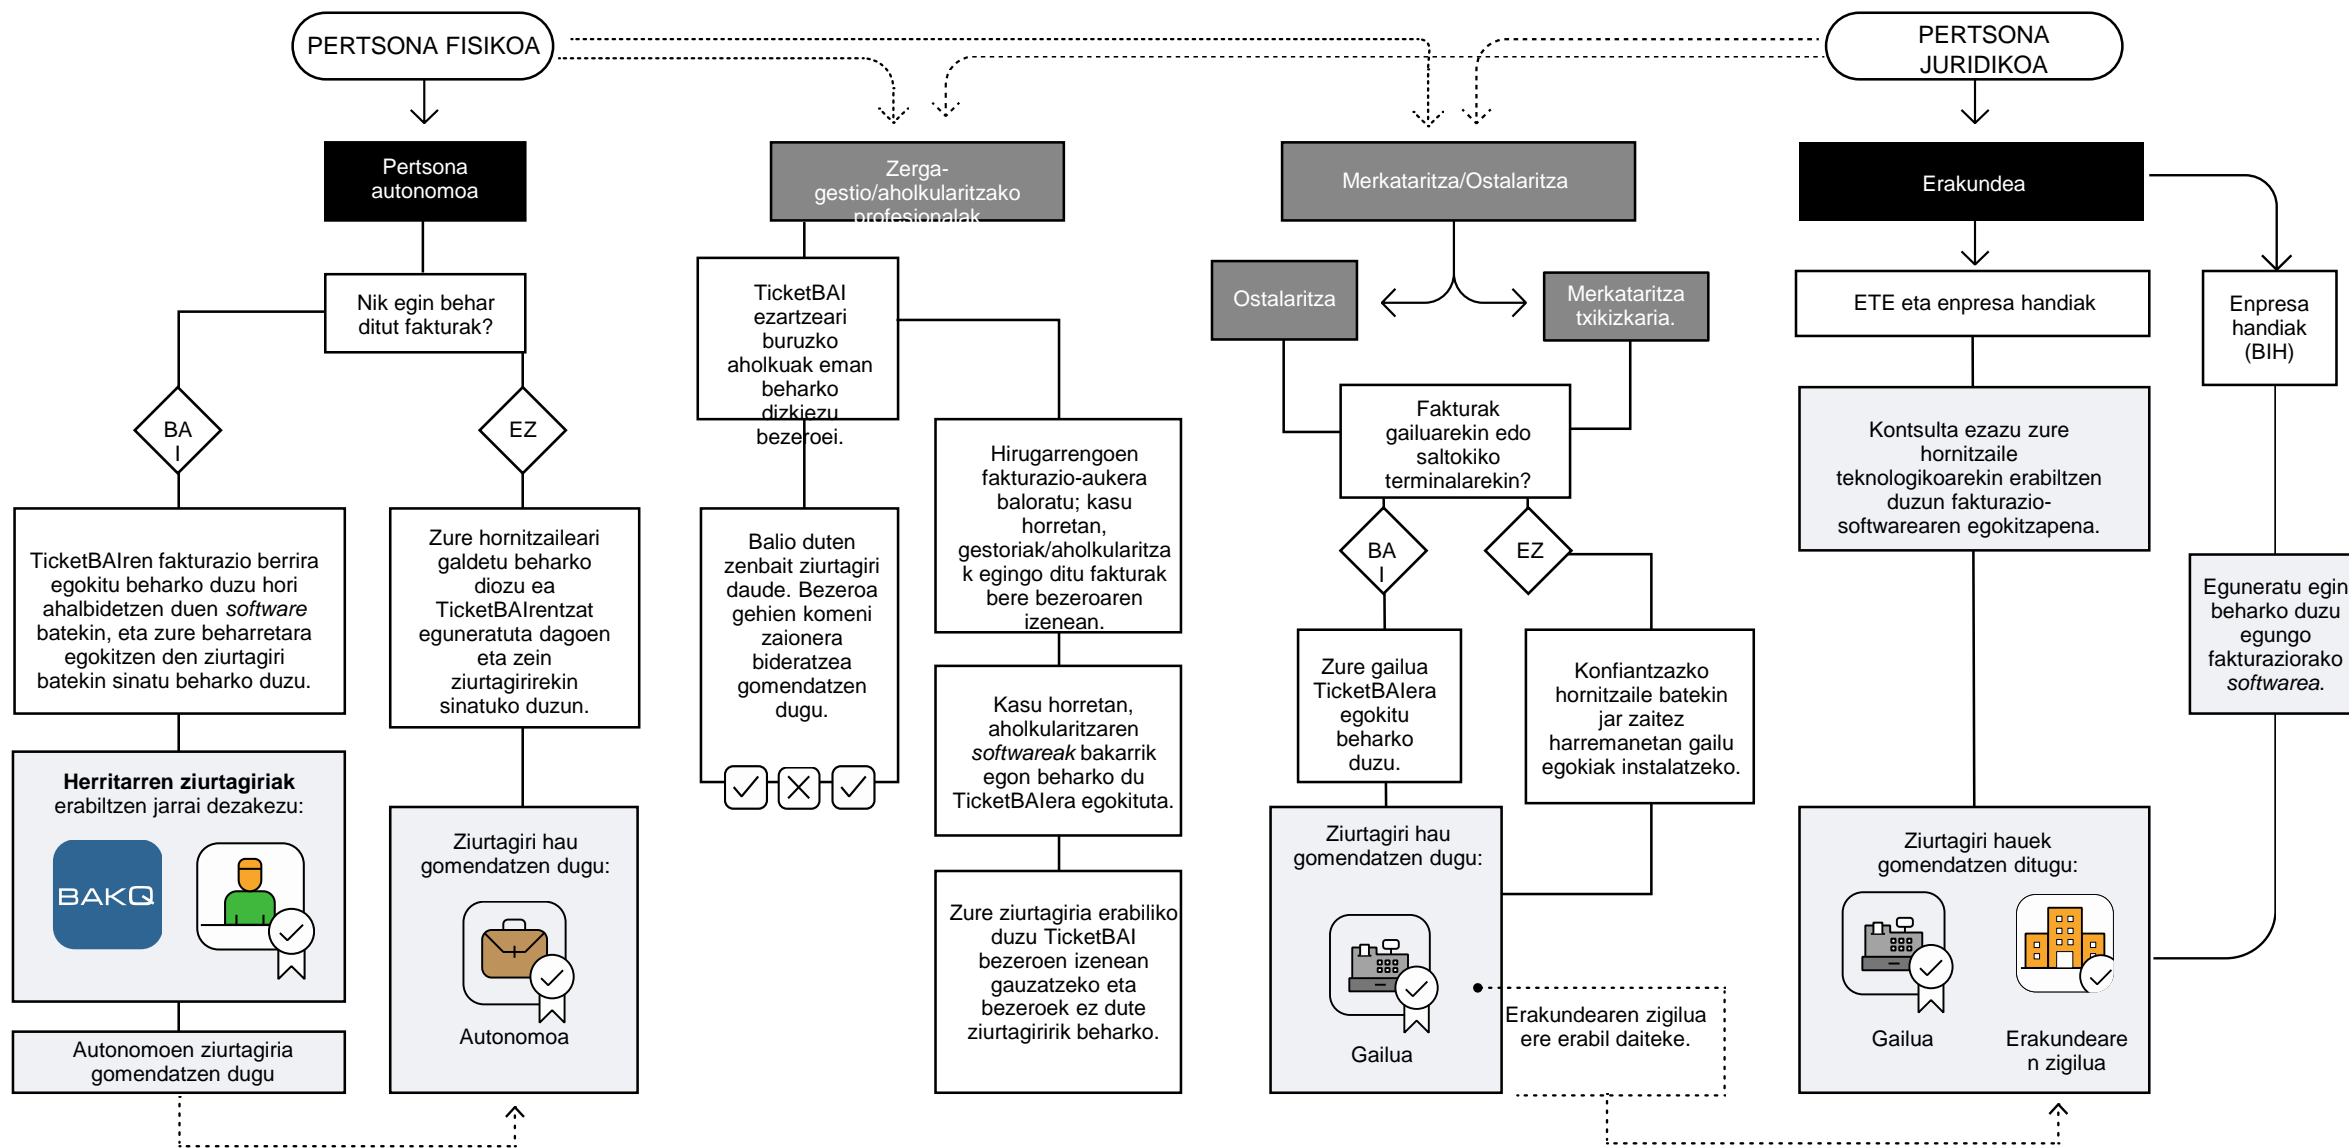 PERTSONA FISIKOA
PERTSONA
JURIDIKOA
Pertsona
autonomoa
Zerga-
gestio/aholkularitzako
profesionalak
Merkataritza/Ostalaritza
Erakundea
Nik egin behar
ditut fakturak?
BA
I
EZ
TicketBAIren fakturazio berrira
egokitu beharko duzu hori
ahalbidetzen duen software
batekin, eta zure beharretara
egokitzen den ziurtagiri
batekin sinatu beharko duzu.
Herritarren ziurtagiriak
erabiltzen jarrai dezakezu:
BAKQ
Autonomoen ziurtagiria
gomendatzen dugu
Zure hornitzaileari
galdetu beharko
diozu ea
TicketBAIrentzat
eguneratuta dagoen
eta zein
ziurtagirirekin
sinatuko duzun.
Ziurtagiri hau
gomendatzen dugu:
Autonomoa
TicketBAI
ezartzeari
buruzko
aholkuak eman
beharko
dizkiezu
bezeroei.
Balio duten
zenbait ziurtagiri
daude. Bezeroa
gehien komeni
zaionera
bideratzea
gomendatzen
dugu.
Hirugarrengoen
fakturazio-aukera
baloratu; kasu
horretan,
gestoriak/aholkularitza
k egingo ditu fakturak
bere bezeroaren
izenean.
Kasu horretan,
aholkularitzaren
softwareak bakarrik
egon beharko du
TicketBAIera egokituta.
Zure ziurtagiria erabiliko
duzu TicketBAI
bezeroen izenean
gauzatzeko eta
bezeroek ez dute
ziurtagiririk beharko.
Ostalaritza
Merkataritza
txikizkaria.
Fakturak
gailuarekin edo
saltokiko
terminalarekin?
BA
I
EZ
Zure gailua
TicketBAIera
egokitu
beharko
duzu.
Konfiantzazko
hornitzaile batekin
jar zaitez
harremanetan gailu
egokiak instalatzeko.
Ziurtagiri hau
gomendatzen dugu:
Gailua
Erakundearen zigilua
ere erabil daiteke.
ETE eta enpresa handiak
Enpresa
handiak
(BIH)
Kontsulta ezazu zure
hornitzaile
teknologikoarekin erabiltzen
duzun fakturazio-
softwarearen egokitzapena.
Eguneratu egin
beharko duzu
egungo
fakturaziorako
softwarea.
Ziurtagiri hauek
gomendatzen ditugu:
Gailua
Erakundeare
n zigilua